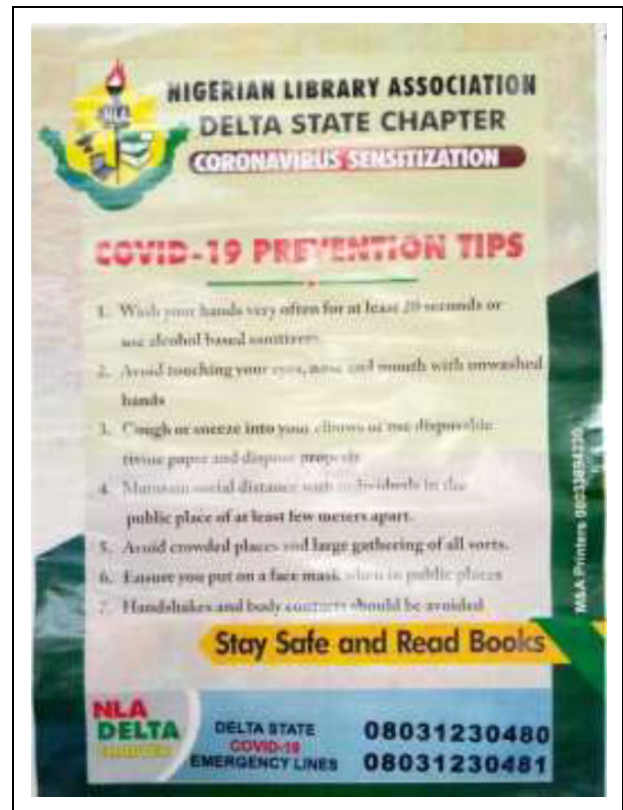 NLA
NIGERIAN LIBRARY ASSOCIATION
DELTA STATE CHAPTER
CORONAVIRUS SENSITIZATION
COVID-19 PREVENTION TIPS
1. Wash your hands very often for at least 20 seconds or
use alcohol based sanitizers
2. Avoid touching your eyes, nose and mouth with unwashed
hands
3. Cough or sneeze into your elbows or use disposable
tissue paper and dispose properly
4. Maintain social distance with individuals in the
public place of at least few meters apart.
5. Avoid crowded places and large gathering of all sorts.
6. Ensure you put on a face mask when in public places
7. Handshakes and body contacts should be avoided
Stay Safe and Read Books
M&A Printers
NLA
DELTA
CHAPTER
DELTA STATE
COVID-19
EMERGENCY LINES
08031230480
08031230481